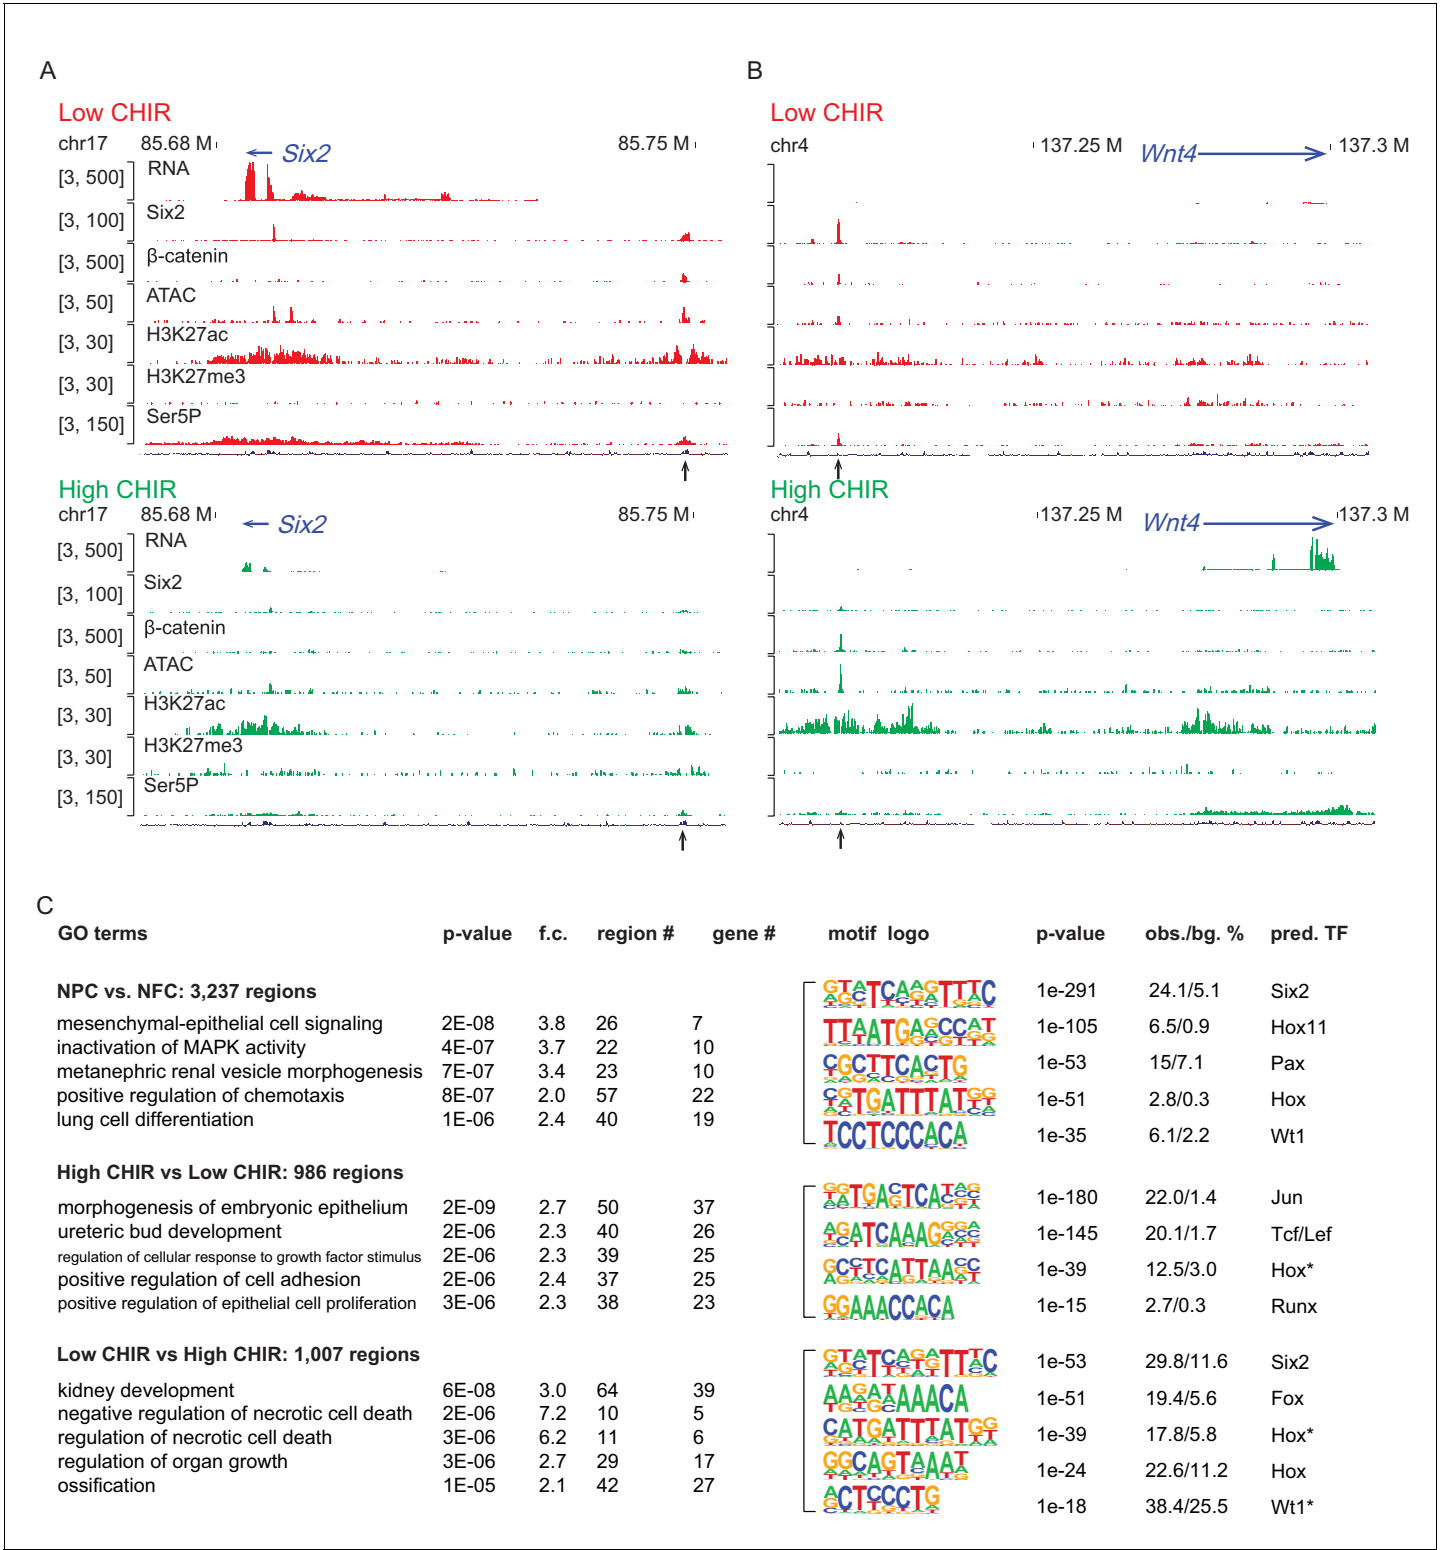 A
Low CHIR
chr17 85.68 M 85.75 M
Six2
[3, 500] RNA
[3, 100] Six2
[3, 500] β-catenin
[3, 50] ATAC
[3, 30] H3K27ac
[3, 30] H3K27me3
[3, 150] Ser5P
High CHIR
chr17 85.68 M 85.75 M
Six2
[3, 500] RNA
[3, 100] Six2
[3, 500] β-catenin
[3, 50] ATAC
[3, 30] H3K27ac
[3, 30] H3K27me3
[3, 150] Ser5P
B
Low CHIR
chr4 137.25 M Wnt4 137.3 M
High CHIR
chr4 137.25 M Wnt4 137.3 M
C
GO terms p-value f.c. region # gene # motif logo p-value obs./bg. % pred. TF
NPC vs. NFC: 3,237 regions
mesenchymal-epithelial cell signaling 2E-08 3.8 26 7
inactivation of MAPK activity 4E-07 3.7 22 10
metanephric renal vesicle morphogenesis 7E-07 3.4 23 10
positive regulation of chemotaxis 8E-07 2.0 57 22
lung cell differentiation 1E-06 2.4 40 19
1e-291 24.1/5.1 Six2
1e-105 6.5/0.9 Hox11
1e-53 15/7.1 Pax
1e-51 2.8/0.3 Hox
TCCTCCCACA 1e-35 6.1/2.2 Wt1
High CHIR vs Low CHIR: 986 regions
morphogenesis of embryonic epithelium 2E-09 2.7 50 37
ureteric bud development 2E-06 2.3 40 26
regulation of cellular response to growth factor stimulus 2E-06 2.3 39 25
positive regulation of cell adhesion 2E-06 2.4 37 25
positive regulation of epithelial cell proliferation 3E-06 2.3 38 23
1e-180 22.0/1.4 Jun
1e-145 20.1/1.7 Tcf/Lef
1e-39 12.5/3.0 Hox*
GGAAACCACA 1e-15 2.7/0.3 Runx
Low CHIR vs High CHIR: 1,007 regions
kidney development 6E-08 3.0 64 39
negative regulation of necrotic cell death 2E-06 7.2 10 5
regulation of necrotic cell death 3E-06 6.2 11 6
regulation of organ growth 3E-06 2.7 29 17
ossification 1E-05 2.1 42 27
1e-53 29.8/11.6 Six2
1e-51 19.4/5.6 Fox
1e-39 17.8/5.8 Hox*
1e-24 22.6/11.2 Hox
1e-18 38.4/25.5 Wt1*